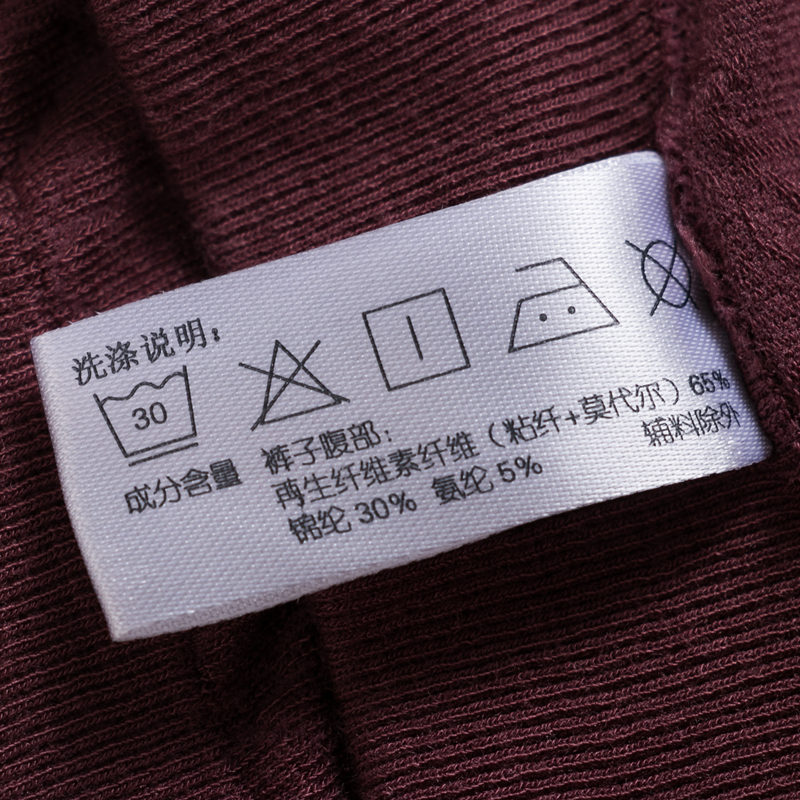 洗涤说明：
30
成分含量
裤子腹部：
再生纤维素纤维（粘纤+莫代尔）65%
锦纶 30% 氨纶 5%
辅料除外